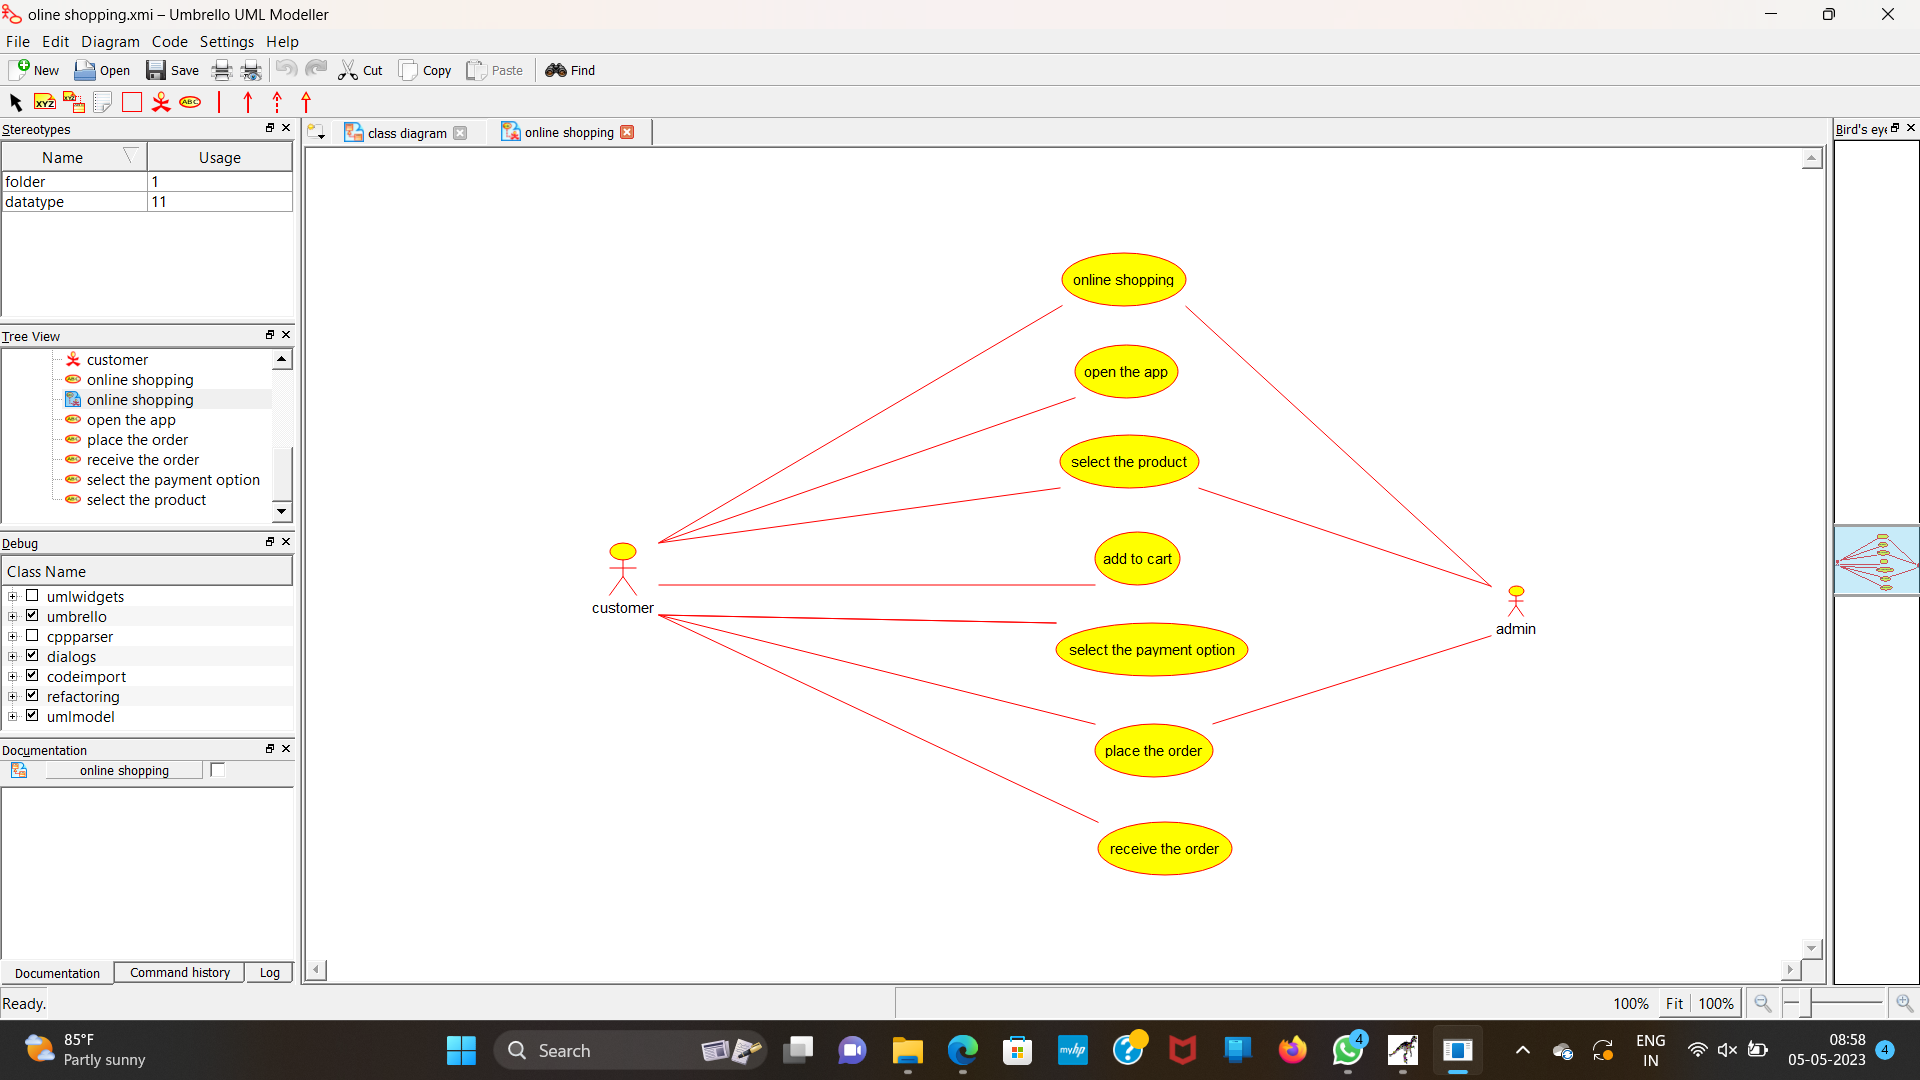 oline shopping.xmi – Umbrello UML Modeller
File Edit Diagram Code Settings Help
New Open Save Cut Copy Paste Find
XYZ XYZ ABC
Stereotypes
Name Usage
folder 1
datatype 11
Tree View
customer
online shopping
online shopping
open the app
place the order
receive the order
select the payment option
select the product
Debug
Class Name
umlwidgets
umbrello
cppparser
dialogs
codeimport
refactoring
umlmodel
Documentation
online shopping
Documentation Command history Log
Ready.
class diagram online shopping
online shopping
open the app
select the product
add to cart
select the payment option
place the order
receive the order
customer
admin
Bird's eye
100% Fit 100%
85°F
Partly sunny
Search
myhp
4
ENG
IN
08:58
05-05-2023
4